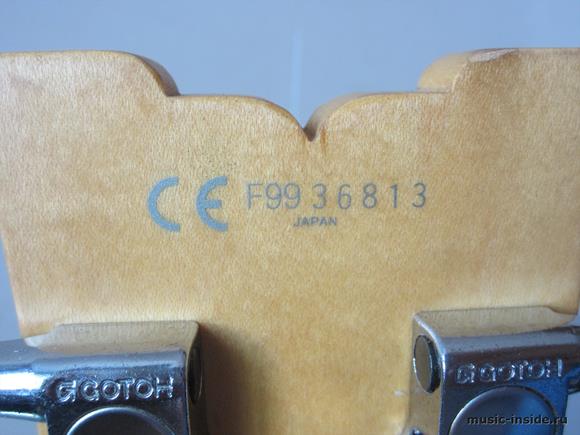 CE F9936813
JAPAN
GOTOH GOTOH
music-inside.ru